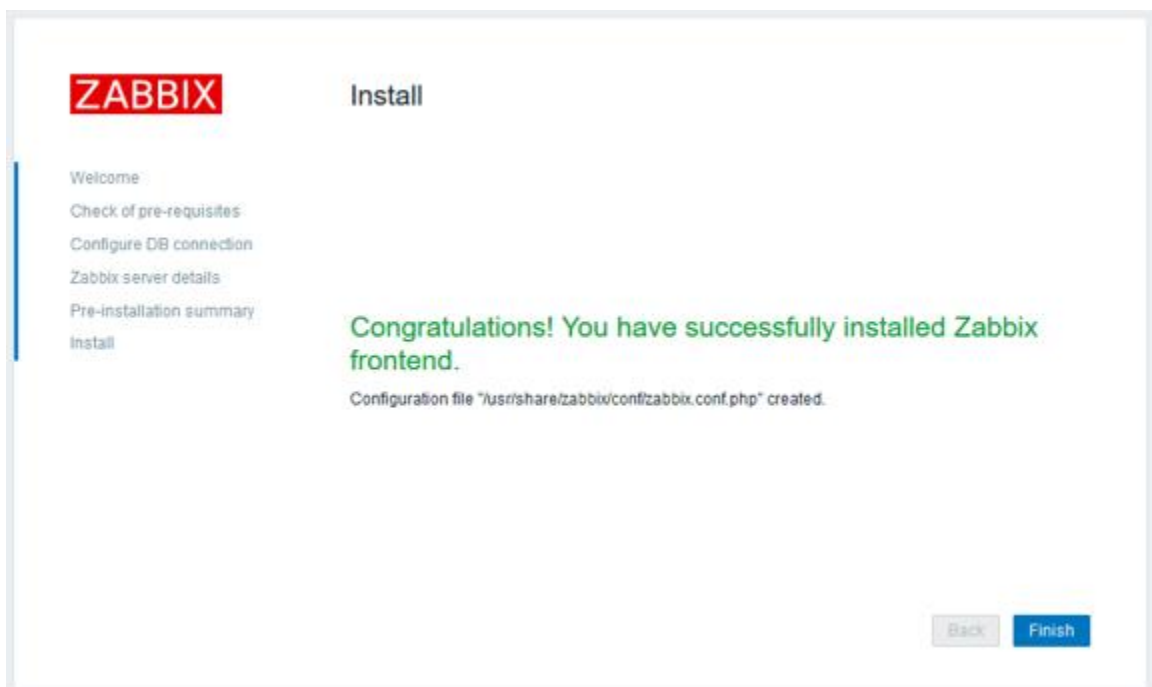 ZABBIX
Install
Welcome
Check of pre-requisites
Configure DB connection
Zabbix server details
Pre-installation summary
Install
Congratulations! You have successfully installed Zabbix
frontend.
Configuration file "/usr/share/zabbix/conf/zabbix.conf.php" created.
Back
Finish